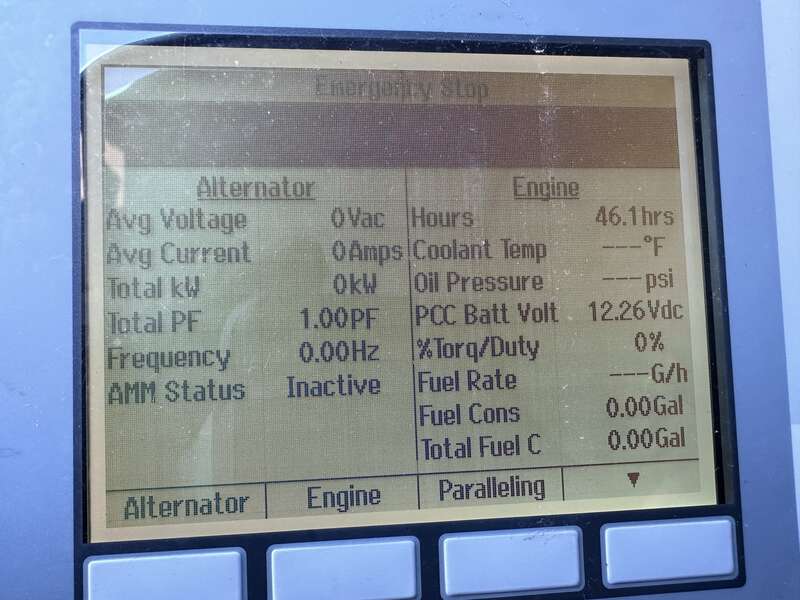 Emergency Stop
Alternator
Avg Voltage 0Vac
Avg Current 0Amps
Total kW 0kW
Total PF 1.00PF
Frequency 0.00Hz
AMM Status Inactive
Engine
Hours 46.1hrs
Coolant Temp ---°F
Oil Pressure ---psi
PCC Batt Volt 12.26Vdc
%Torq/Duty 0%
Fuel Rate ---G/h
Fuel Cons 0.00Gal
Total Fuel C 0.00Gal
Alternator Engine Paralleling ▼